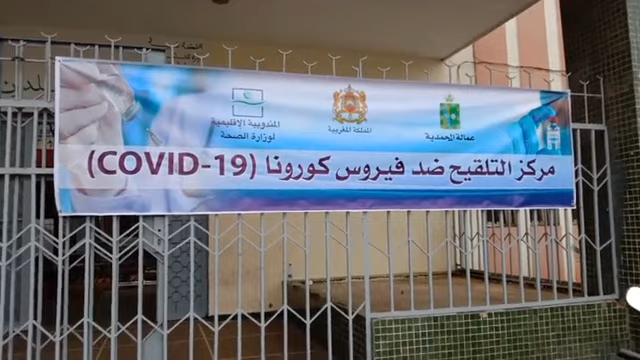 المندوبية الإقليمية
لوزارة الصحة
المملكة المغربية
عمالة المحمدية
مركز التلقيح ضد فيروس كورونا (COVID-19)